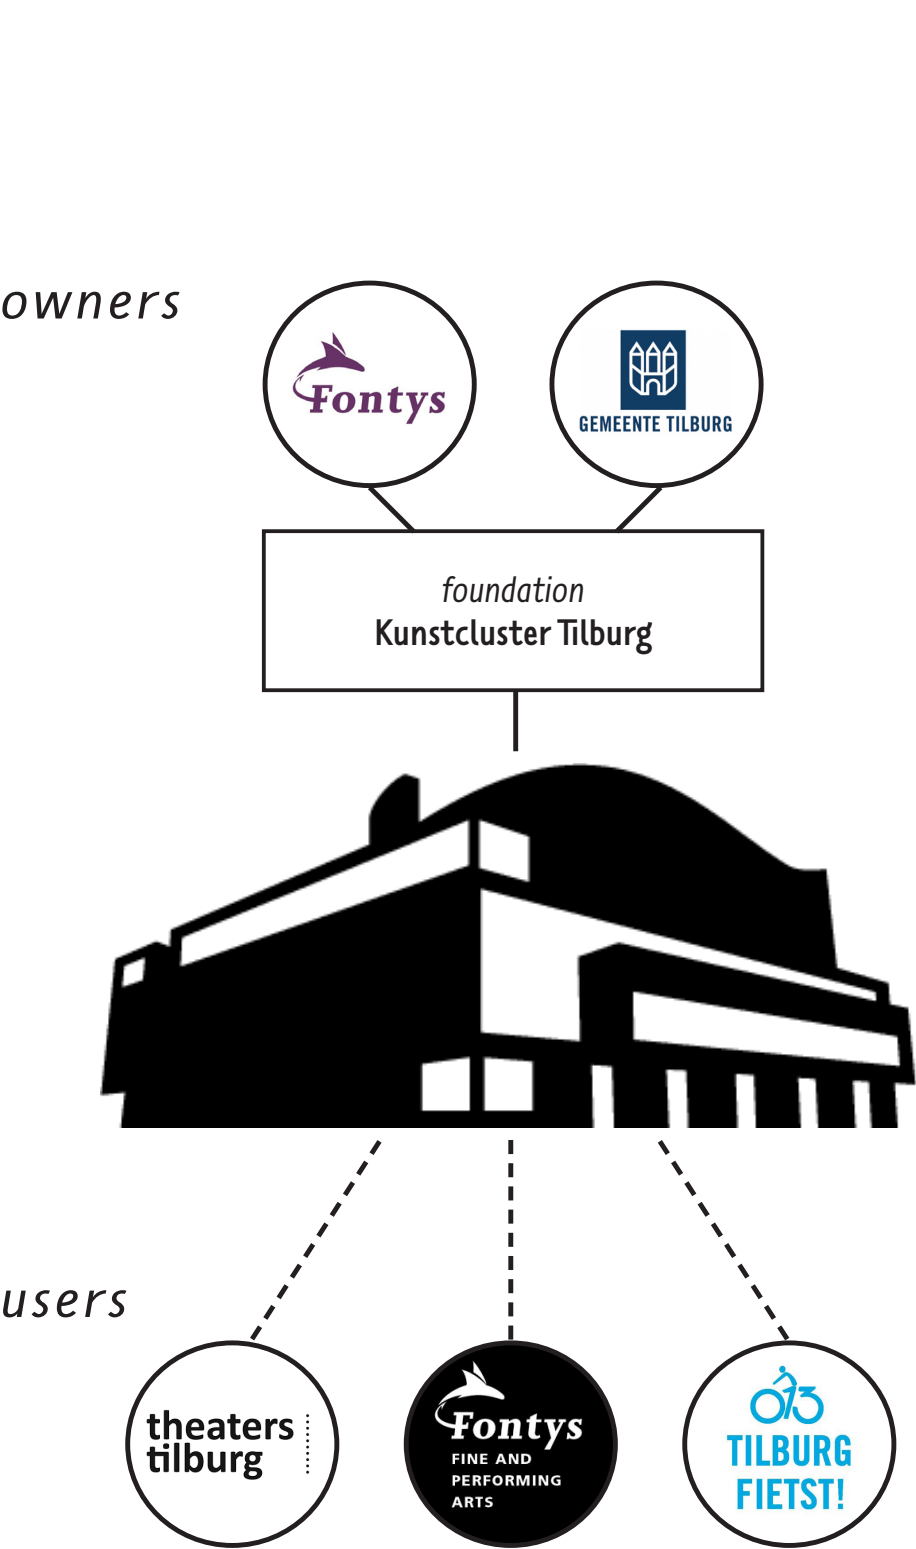 owners
Fontys
GEMEENTE TILBURG
foundation
Kunstcluster Tilburg
users
theaters
tilburg
Fontys
FINE AND
PERFORMING
ARTS
013
TILBURG
FIETST!